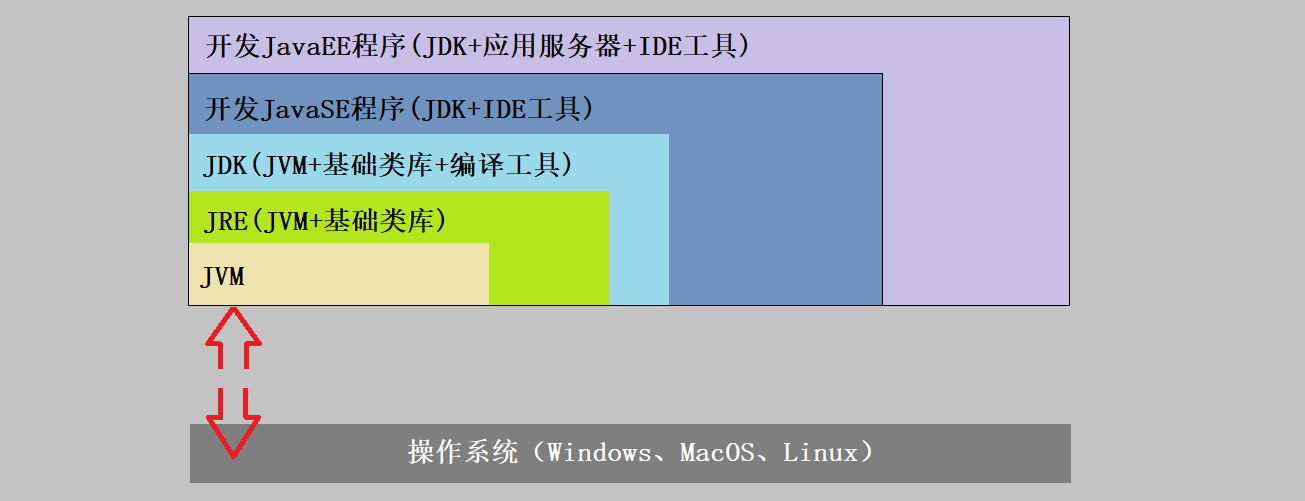 开发JavaEE程序(JDK+应用服务器+IDE工具)
开发JavaSE程序(JDK+IDE工具)
JDK(JVM+基础类库+编译工具)
JRE(JVM+基础类库)
JVM
操作系统（Windows、MacOS、Linux）